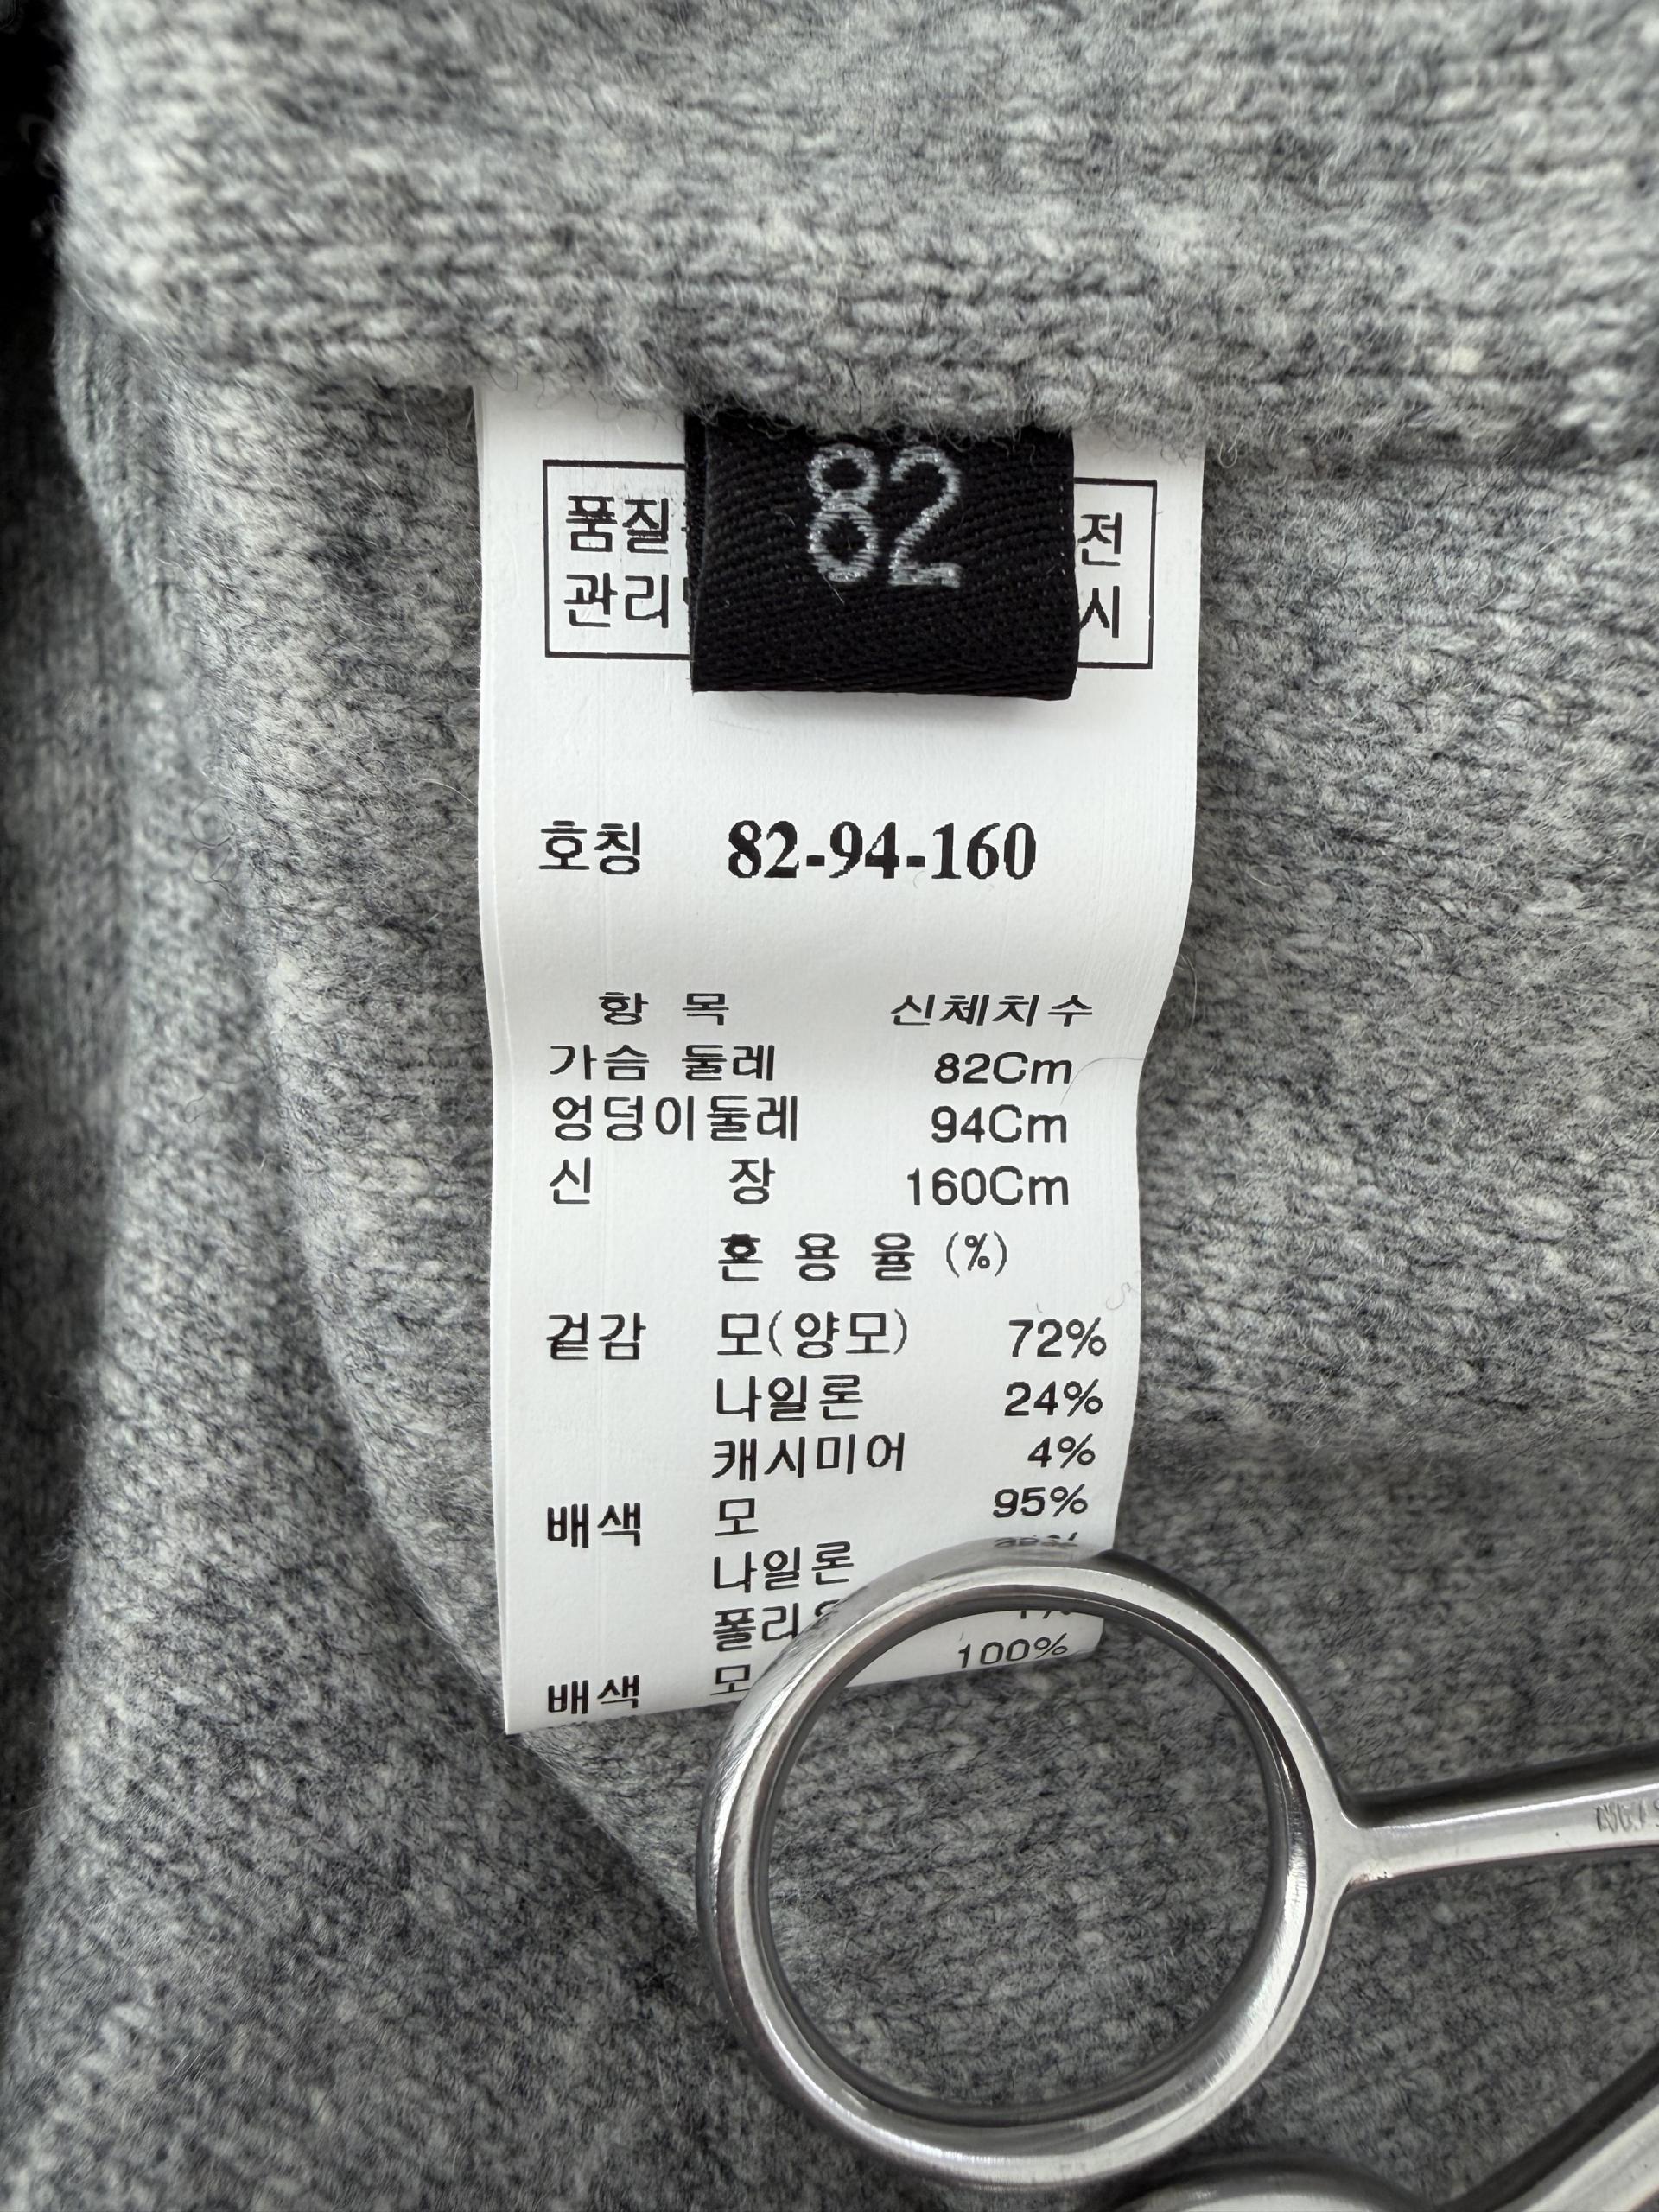 82
품질 전
관리 시
호칭 82-94-160
항 목 신체치수
가슴 둘레 82Cm
엉덩이둘레 94Cm
신 장 160Cm
혼 용 율 (%)
겉감 모(양모) 72%
나일론 24%
캐시미어 4%
배색 모 95%
나일론
폴리
배색 모 100%